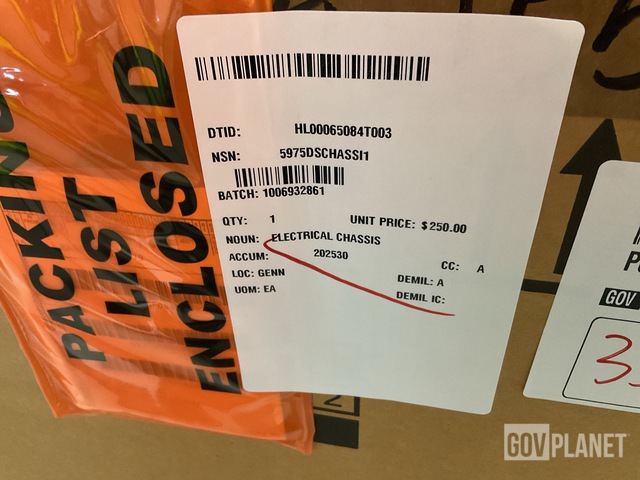 PACKING
LIST
ENCLOSED
DTID: HL00065084T003
NSN: 5975DSCHASSI1
BATCH: 1006932861
QTY: 1 UNIT PRICE: $250.00
NOUN: ELECTRICAL CHASSIS
ACCUM: 202530
LOC: GENN CC: A
UOM: EA DEMIL: A
DEMIL IC:
GOV
GOVPLANET